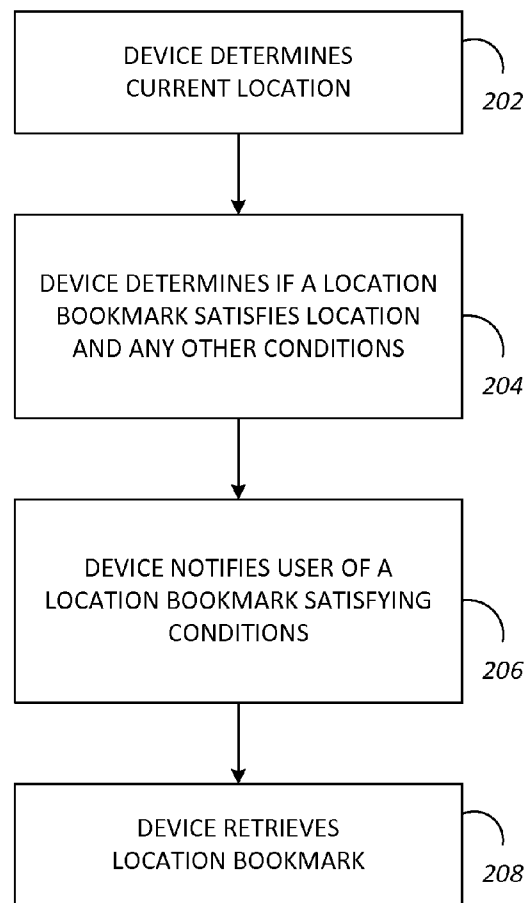 DEVICE DETERMINES
CURRENT LOCATION
202
DEVICE DETERMINES IF A LOCATION
BOOKMARK SATISFIES LOCATION
AND ANY OTHER CONDITIONS
204
DEVICE NOTIFIES USER OF A
LOCATION BOOKMARK SATISFYING
CONDITIONS
206
DEVICE RETRIEVES
LOCATION BOOKMARK
208